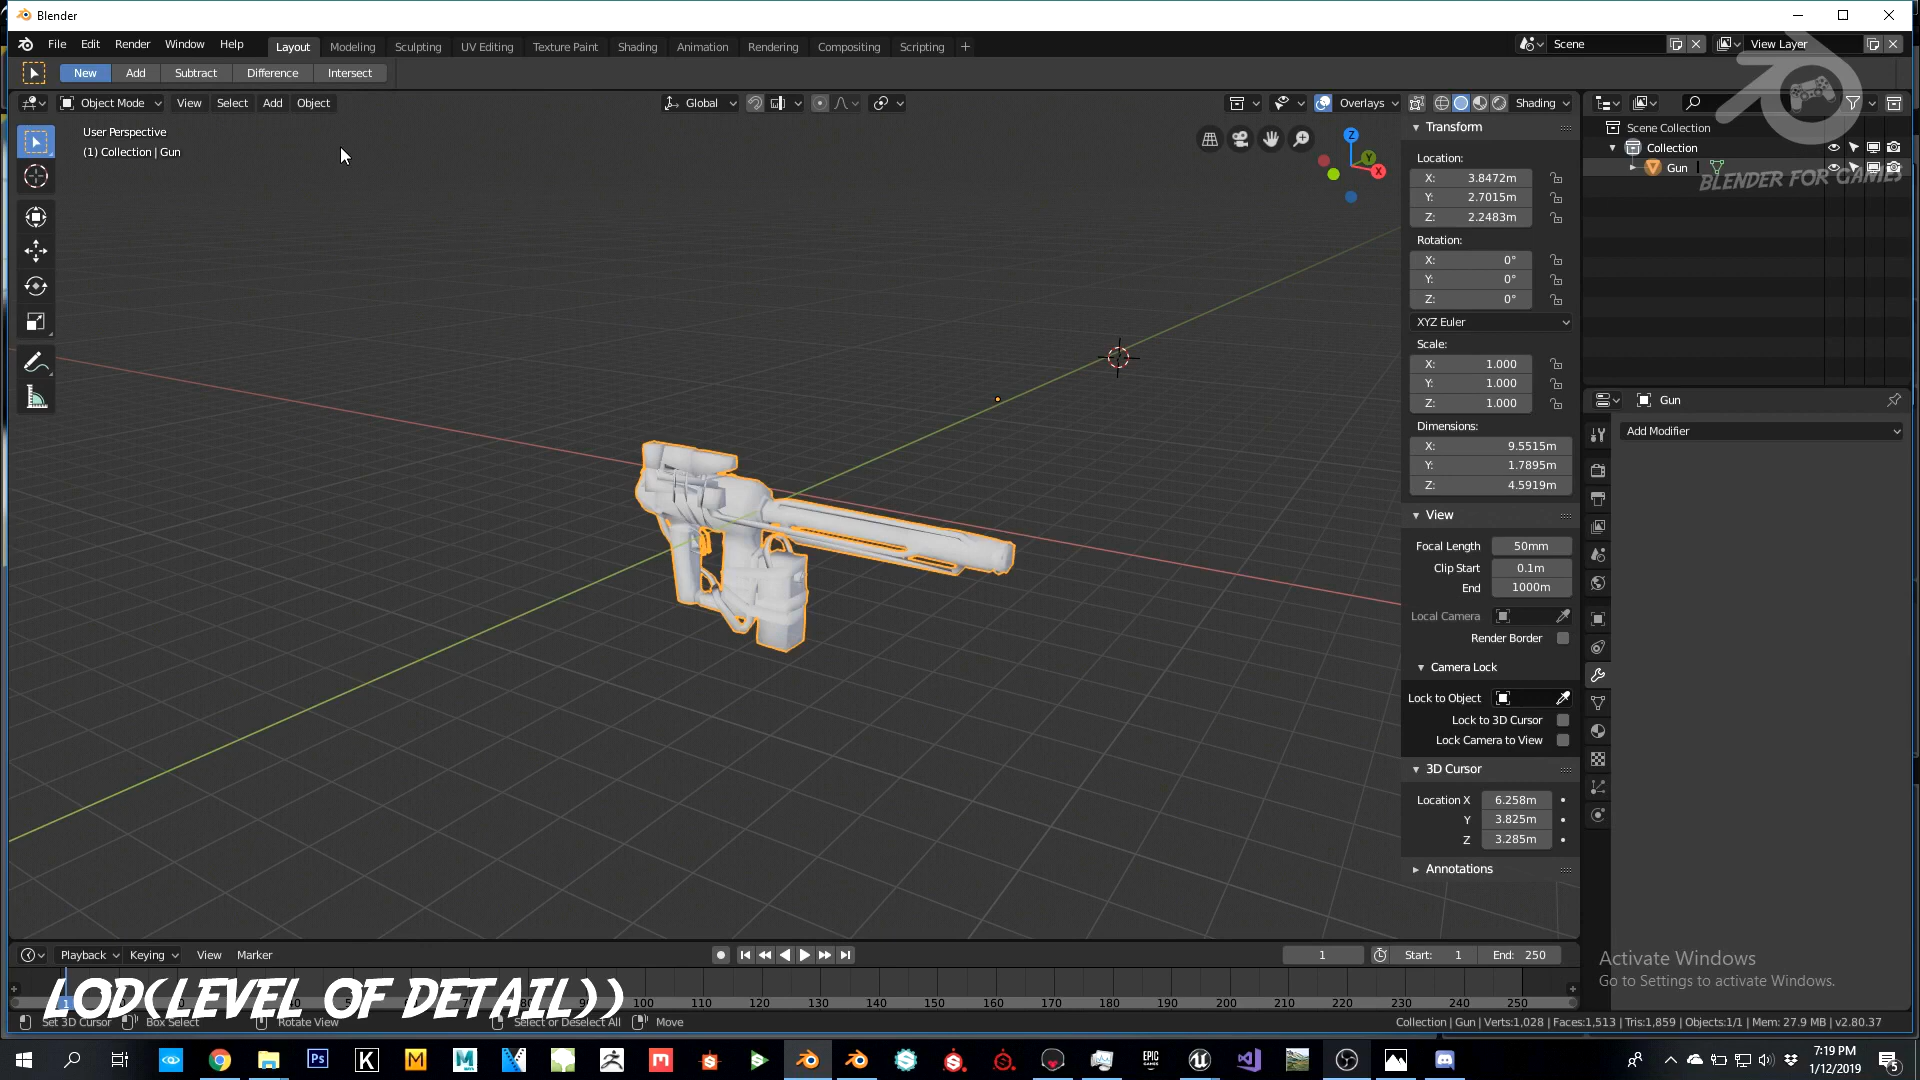 Blender
File Edit Render Window Help Layout Modeling Sculpting UV Editing Texture Paint Shading Animation Rendering Compositing Scripting +
Scene View Layer
New Add Subtract Difference Intersect
Object Mode View Select Add Object Global Overlays Shading
User Perspective
(1) Collection | Gun
Z
Y
X
Transform
Location:
X: 3.8472m
Y: 2.7015m
Z: 2.2483m
Rotation:
X: 0°
Y: 0°
Z: 0°
XYZ Euler
Scale:
X: 1.000
Y: 1.000
Z: 1.000
Dimensions:
X: 9.5515m
Y: 1.7895m
Z: 4.5919m
View
Focal Length 50mm
Clip Start 0.1m
End 1000m
Local Camera
Render Border
Camera Lock
Lock to Object
Lock to 3D Cursor
Lock Camera to View
3D Cursor
Location X 6.258m
Y 3.825m
Z 3.285m
Annotations
Scene Collection
Collection
Gun
BLENDER FOR GAMES
Gun
Add Modifier
Activate Windows
Go to Settings to activate Windows.
Playback Keying View Marker 1 Start: 1 End: 250
LOD(LEVEL OF DETAIL))
1 100 110 120 130 140 150 160 170 180 190 200 210 220 230 240 250
Set 3D Cursor Box Select Rotate View Select or Deselect All Move Collection | Gun | Verts:1,028 | Faces:1,513 | Tris:1,859 | Objects:1/1 | Mem: 27.9 MB | v2.80.37
Ps K M M EPIC GAMES
7:19 PM
1/12/2019
5